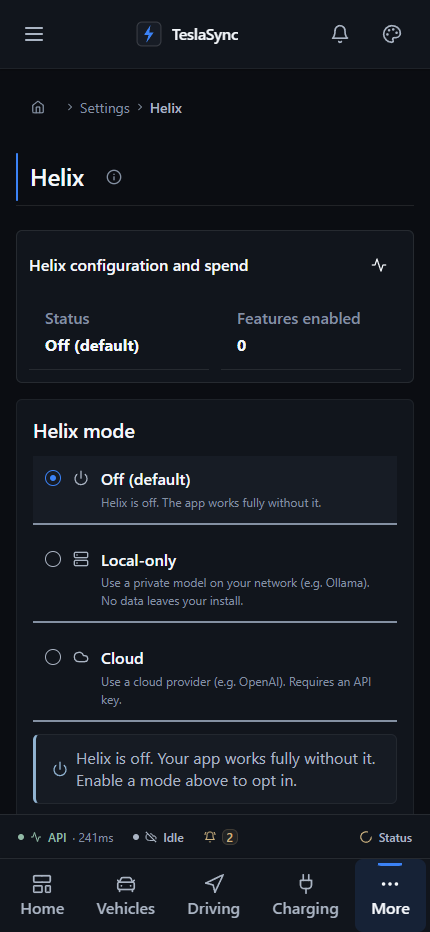 TeslaSync
Settings
Helix
Helix
Helix configuration and spend
Status
Features enabled
Off (default)
0
Helix mode
Off (default)
Helix is off. The app works fully without it.
Local-only
Use a private model on your network (e.g. Ollama).
No data leaves your install.
Cloud
Use a cloud provider (e.g. OpenAI). Requires an API
key.
Helix is off. Your app works fully without it.
Enable a mode above to opt in.
API · 241ms
Idle
2
Status
Home
Vehicles
Driving
Charging
More